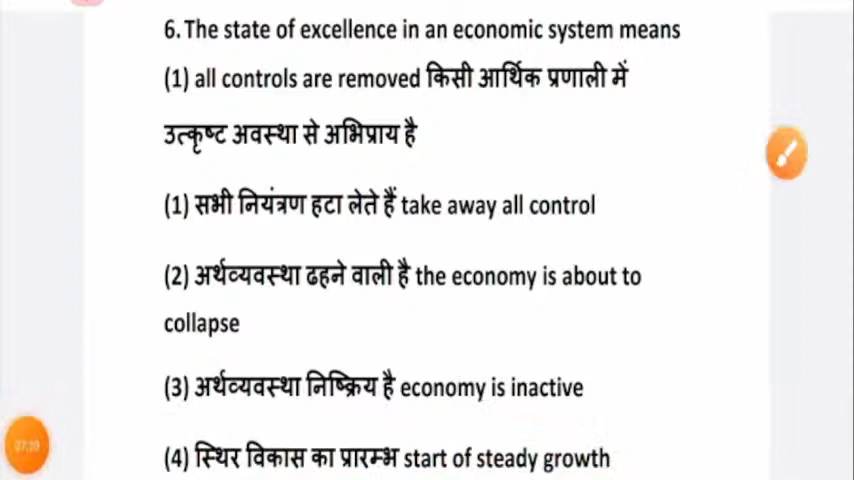 6.The state of excellence in an economic system means
(1) all controls are removed किसी आर्थिक प्रणाली में
उत्कृष्ट अवस्था से अभिप्राय है
(1) सभी नियंत्रण हटा लेते हैं take away all control
(2) अर्थव्यवस्था ढहने वाली है the economy is about to
collapse
(3) अर्थव्यवस्था निष्क्रिय है economy is inactive
(4) स्थिर विकास का प्रारम्भ start of steady growth